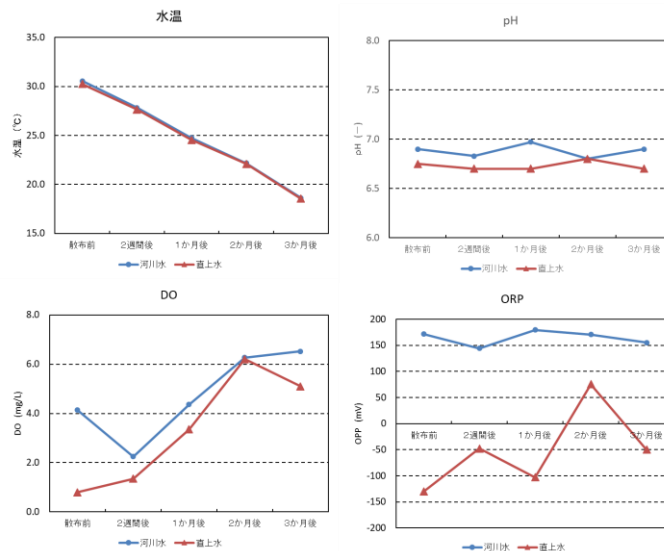 水温
35.0
30.0
25.0
20.0
15.0
水温 (℃)
散布前 2週間後 1か月後 2か月後 3か月後
河川水 直上水
pH
8.0
7.5
7.0
6.5
6.0
pH (－)
散布前 2週間後 1か月後 2か月後 3か月後
河川水 直上水
DO
8.0
6.0
4.0
2.0
0.0
DO (mg/L)
散布前 2週間後 1か月後 2か月後 3か月後
河川水 直上水
ORP
200
150
100
50
0
-50
-100
-150
-200
OPP (mV)
散布前 2週間後 1か月後 2か月後 3か月後
河川水 直上水